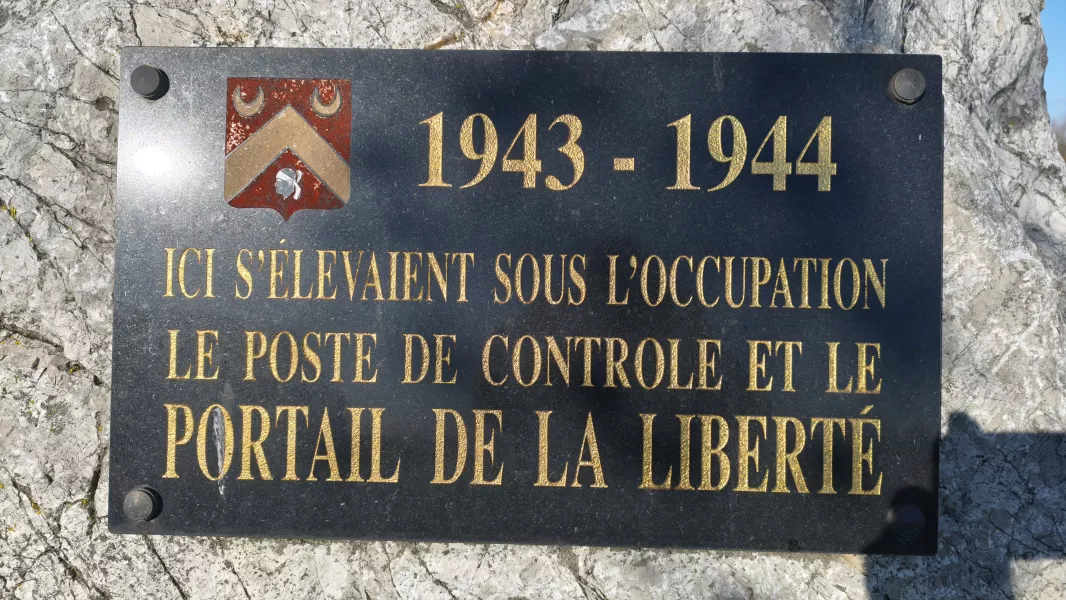 1943 - 1944
ICI S'ÉLEVAIENT SOUS L'OCCUPATION
LE POSTE DE CONTROLE ET LE
PORTAIL DE LA LIBERTÉ